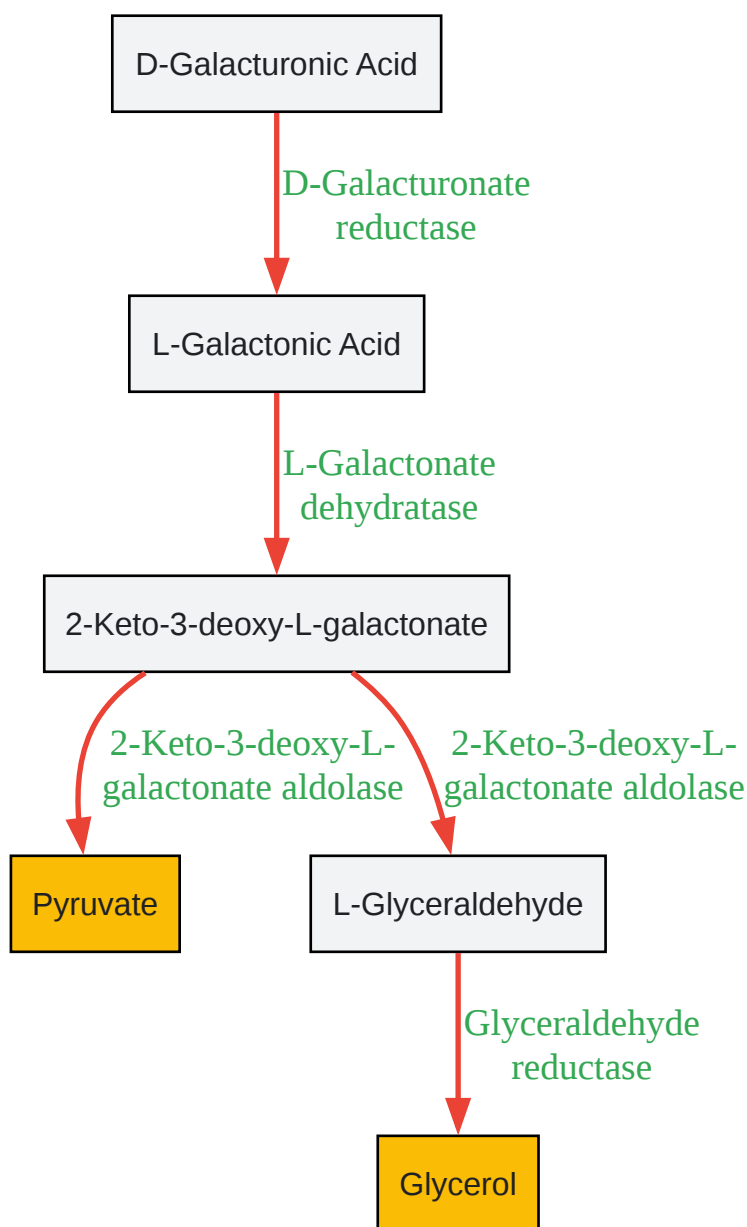 D-Galacturonic Acid
D-Galacturonate
reductase
L-Galactonic Acid
L-Galactonate
dehydratase
2-Keto-3-deoxy-L-galactonate
2-Keto-3-deoxy-L-
galactonate aldolase
2-Keto-3-deoxy-L-
galactonate aldolase
Pyruvate
L-Glyceraldehyde
Glyceraldehyde
reductase
Glycerol